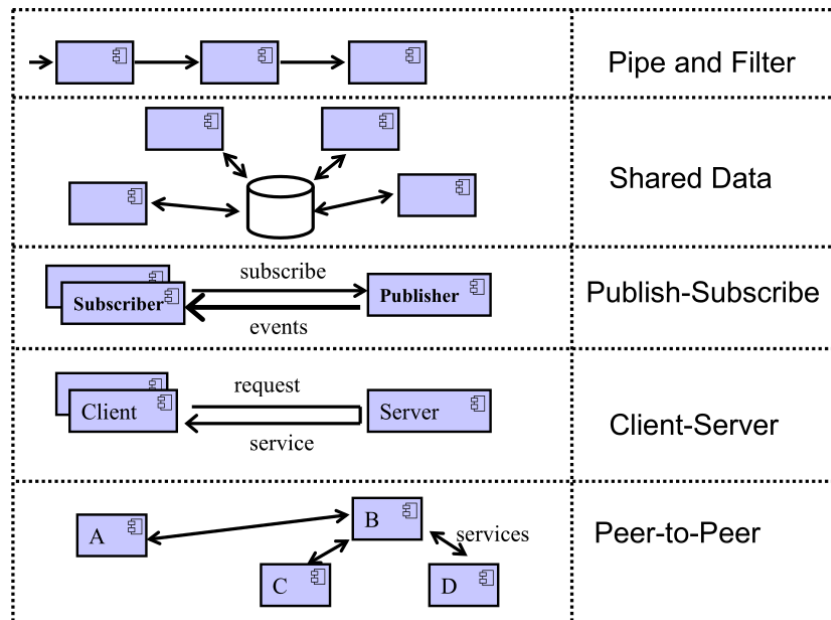 Pipe and Filter
Shared Data
subscribe
Subscriber
Publisher
events
Publish-Subscribe
request
Client
Server
service
Client-Server
A
B
services
C
D
Peer-to-Peer